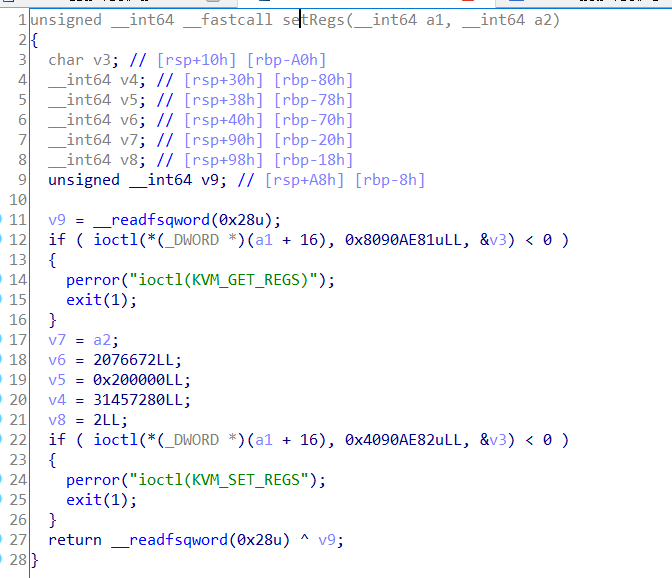 1 unsigned __int64 __fastcall setRegs(__int64 a1, __int64 a2)
2 {
3   char v3; // [rsp+10h] [rbp-A0h]
4   __int64 v4; // [rsp+30h] [rbp-80h]
5   __int64 v5; // [rsp+38h] [rbp-78h]
6   __int64 v6; // [rsp+40h] [rbp-70h]
7   __int64 v7; // [rsp+90h] [rbp-20h]
8   __int64 v8; // [rsp+98h] [rbp-18h]
9   unsigned __int64 v9; // [rsp+A8h] [rbp-8h]
10
11   v9 = __readfsqword(0x28u);
12   if ( ioctl(*(_DWORD *)(a1 + 16), 0x8090AE81uLL, &v3) < 0 )
13   {
14     perror("ioctl(KVM_GET_REGS)");
15     exit(1);
16   }
17   v7 = a2;
18   v6 = 2076672LL;
19   v5 = 0x200000LL;
20   v4 = 31457280LL;
21   v8 = 2LL;
22   if ( ioctl(*(_DWORD *)(a1 + 16), 0x4090AE82uLL, &v3) < 0 )
23   {
24     perror("ioctl(KVM_SET_REGS");
25     exit(1);
26   }
27   return __readfsqword(0x28u) ^ v9;
28 }